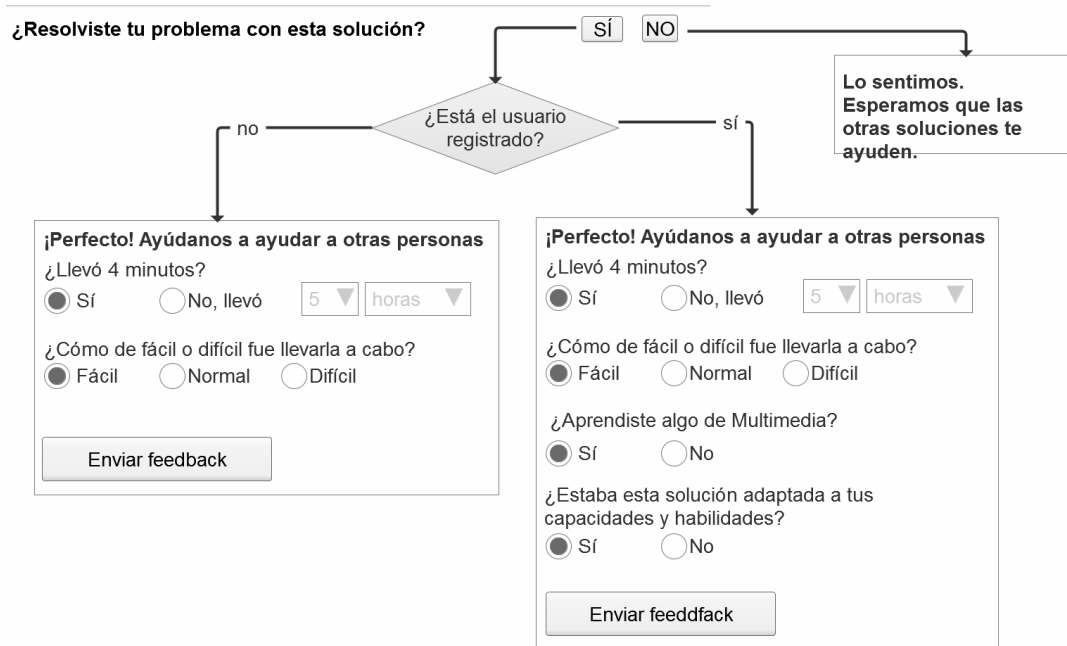 ¿Resolviste tu problema con esta solución?
SÍ
NO
Lo sentimos.
Esperamos que las
otras soluciones te
ayuden.
¿Está el usuario
registrado?
no
sí
¡Perfecto! Ayúdanos a ayudar a otras personas
¿Llevó 4 minutos?
Sí No, llevó 5 horas
¿Cómo de fácil o difícil fue llevarla a cabo?
Fácil Normal Difícil
Enviar feedback
¡Perfecto! Ayúdanos a ayudar a otras personas
¿Llevó 4 minutos?
Sí No, llevó 5 horas
¿Cómo de fácil o difícil fue llevarla a cabo?
Fácil Normal Difícil
¿Aprendiste algo de Multimedia?
Sí No
¿Estaba esta solución adaptada a tus
capacidades y habilidades?
Sí No
Enviar feeddfack